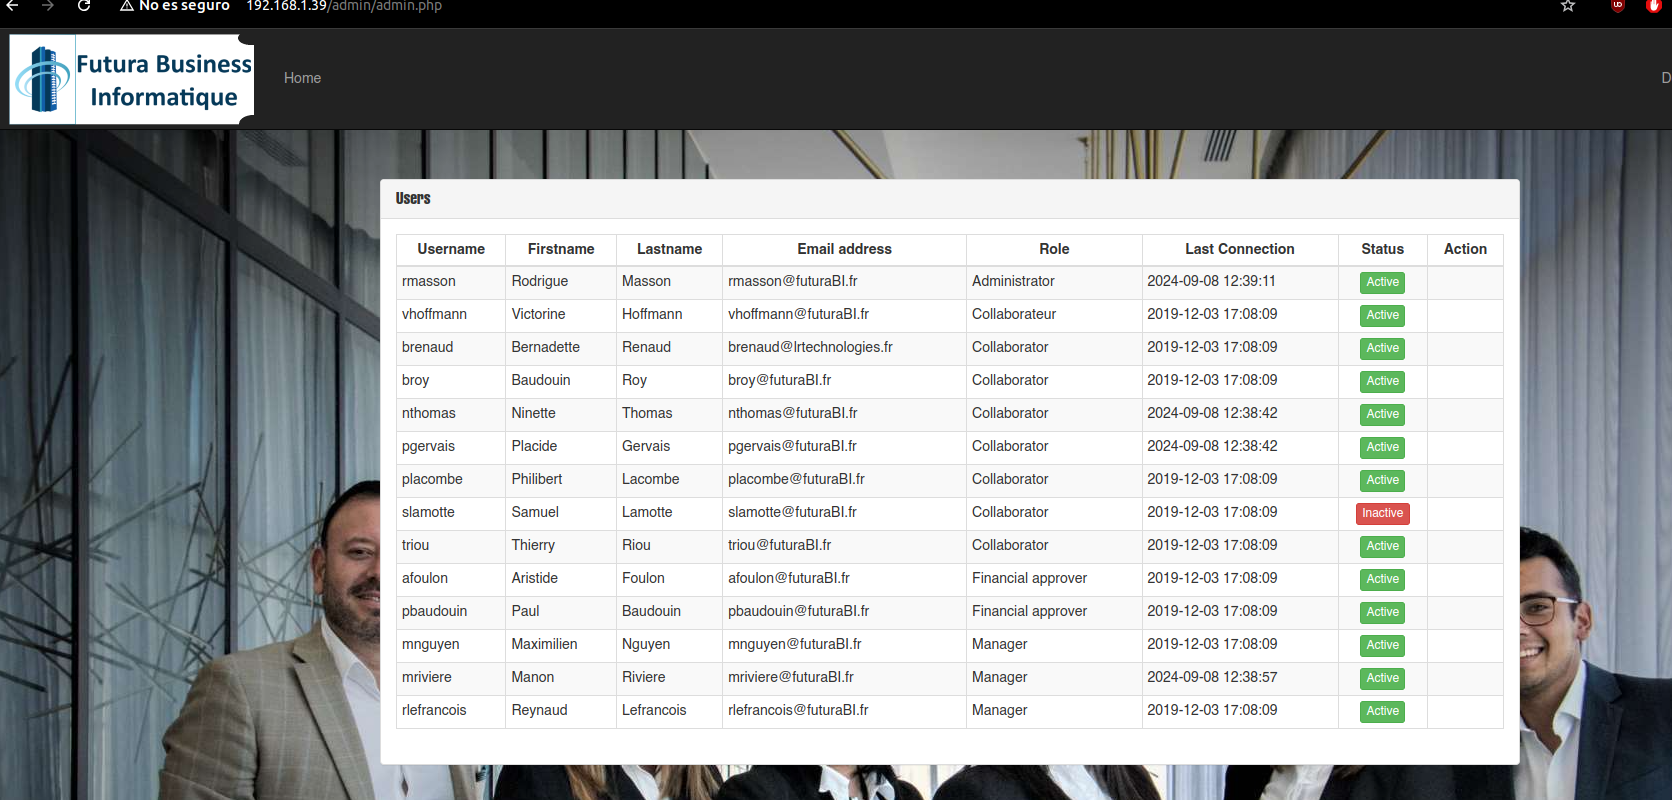 No es seguro 192.168.1.39/admin/admin.php
Futura Business
Informatique
Home
D
Users
Username Firstname Lastname Email address Role Last Connection Status Action
rmasson Rodrigue Masson rmasson@futuraBI.fr Administrator 2024-09-08 12:39:11 Active
vhoffmann Victorine Hoffmann vhoffmann@futuraBI.fr Collaborateur 2019-12-03 17:08:09 Active
brenaud Bernadette Renaud brenaud@lrtechnologies.fr Collaborator 2019-12-03 17:08:09 Active
broy Baudouin Roy broy@futuraBI.fr Collaborator 2019-12-03 17:08:09 Active
nthomas Ninette Thomas nthomas@futuraBI.fr Collaborator 2024-09-08 12:38:42 Active
pgervais Placide Gervais pgervais@futuraBI.fr Collaborator 2024-09-08 12:38:42 Active
placombe Philibert Lacombe placombe@futuraBI.fr Collaborator 2019-12-03 17:08:09 Active
slamotte Samuel Lamotte slamotte@futuraBI.fr Collaborator 2019-12-03 17:08:09 Inactive
triou Thierry Riou triou@futuraBI.fr Collaborator 2019-12-03 17:08:09 Active
afoulon Aristide Foulon afoulon@futuraBI.fr Financial approver 2019-12-03 17:08:09 Active
pbaudouin Paul Baudouin pbaudouin@futuraBI.fr Financial approver 2019-12-03 17:08:09 Active
mnguyen Maximilien Nguyen mnguyen@futuraBI.fr Manager 2019-12-03 17:08:09 Active
mriviere Manon Riviere mriviere@futuraBI.fr Manager 2024-09-08 12:38:57 Active
rlefrancois Reynaud Lefrancois rlefrancois@futuraBI.fr Manager 2019-12-03 17:08:09 Active